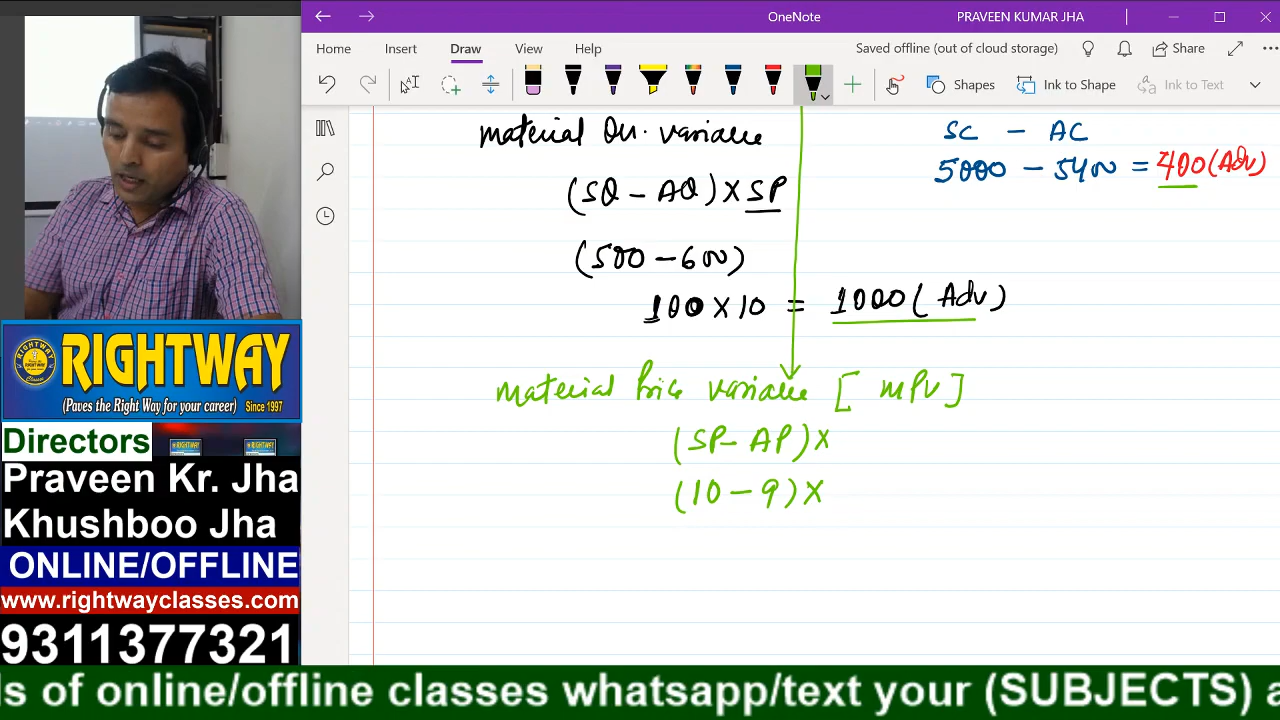 OneNote
PRAVEEN KUMAR JHA
Home Insert Draw View Help
Saved offline (out of cloud storage)
Share
Shapes
Ink to Shape
Ink to Text
material Qu. variance
SC - AC
5000 - 5400 = 400 (Adv)
(SQ - AQ) X SP
(500 - 600)
100 X 10 = 1000 ( Adv )
material Price variance [ MPV ]
(SP - AP) X
(10 - 9) X
RIGHTWAY
Classes
(Paves the Right Way for your career) Since 1997
Directors
Praveen Kr. Jha
Khushboo Jha
ONLINE/OFFLINE
www.rightwayclasses.com
9311377321
ls of online/offline classes whatsapp/text your (SUBJECTS) a